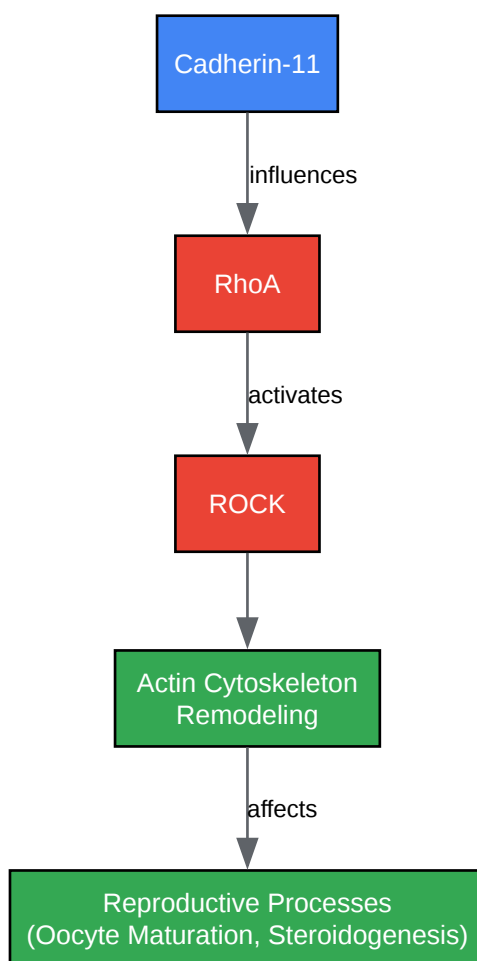 Cadherin-11
influences
RhoA
activates
ROCK
Actin Cytoskeleton
Remodeling
affects
Reproductive Processes
(Oocyte Maturation, Steroidogenesis)